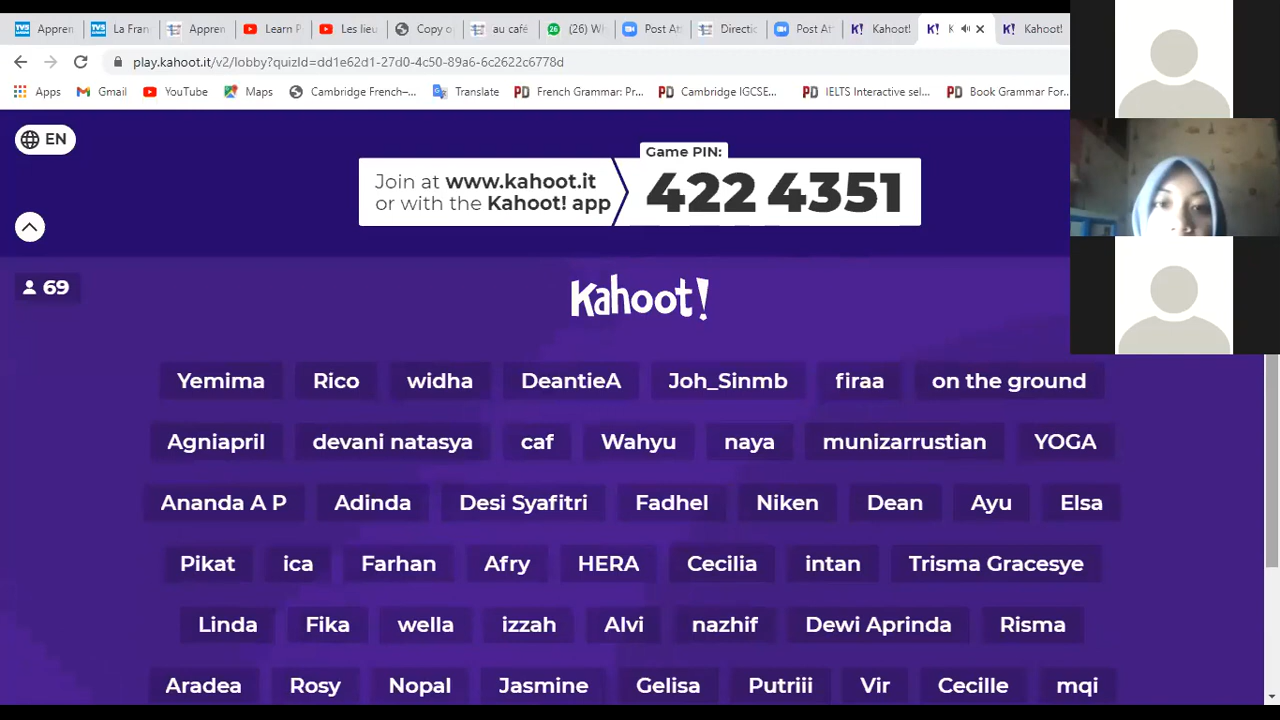 Appren La Fran Appren Learn P Les lieu Copy o au café (26) Wh Post At Directic Post At Kahoot! K Kahoot!
play.kahoot.it/v2/lobby?quizId=dd1e62d1-27d0-4c50-89a6-6c2622c6778d
Apps Gmail YouTube Maps Cambridge French–... Translate French Grammar: Pr... Cambridge IGCSE... IELTS Interactive sel... Book Grammar For
EN
Game PIN:
Join at www.kahoot.it
or with the Kahoot! app
422 4351
69
Kahoot!
Yemima Rico widha DeantieA Joh_Sinmb firaa on the ground
Agniapril devani natasya caf Wahyu naya munizarrustian YOGA
Ananda A P Adinda Desi Syafitri Fadhel Niken Dean Ayu Elsa
Pikat ica Farhan Afry HERA Cecilia intan Trisma Gracesye
Linda Fika wella izzah Alvi nazhif Dewi Aprinda Risma
Aradea Rosy Nopal Jasmine Gelisa Putriii Vir Cecille mqi